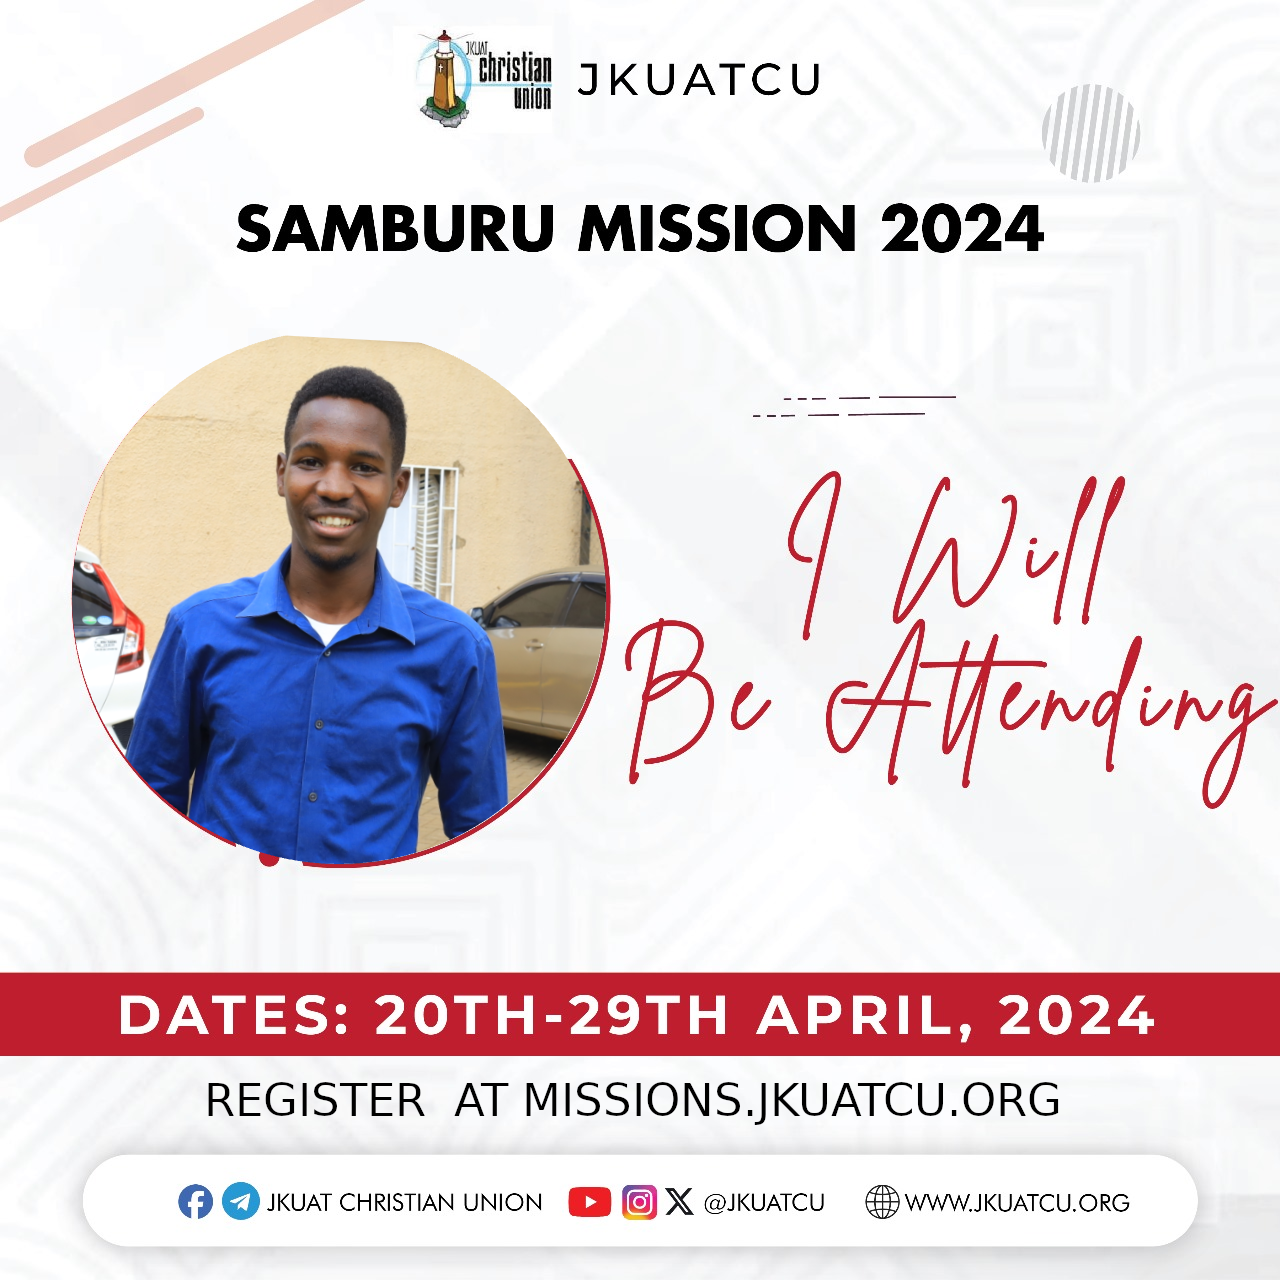 JKUAT
christian
union
JKUATCU
SAMBURU MISSION 2024
I Will
Be Attending
DATES: 20TH-29TH APRIL, 2024
REGISTER  AT MISSIONS.JKUATCU.ORG
JKUAT CHRISTIAN UNION @JKUATCU WWW.JKUATCU.ORG